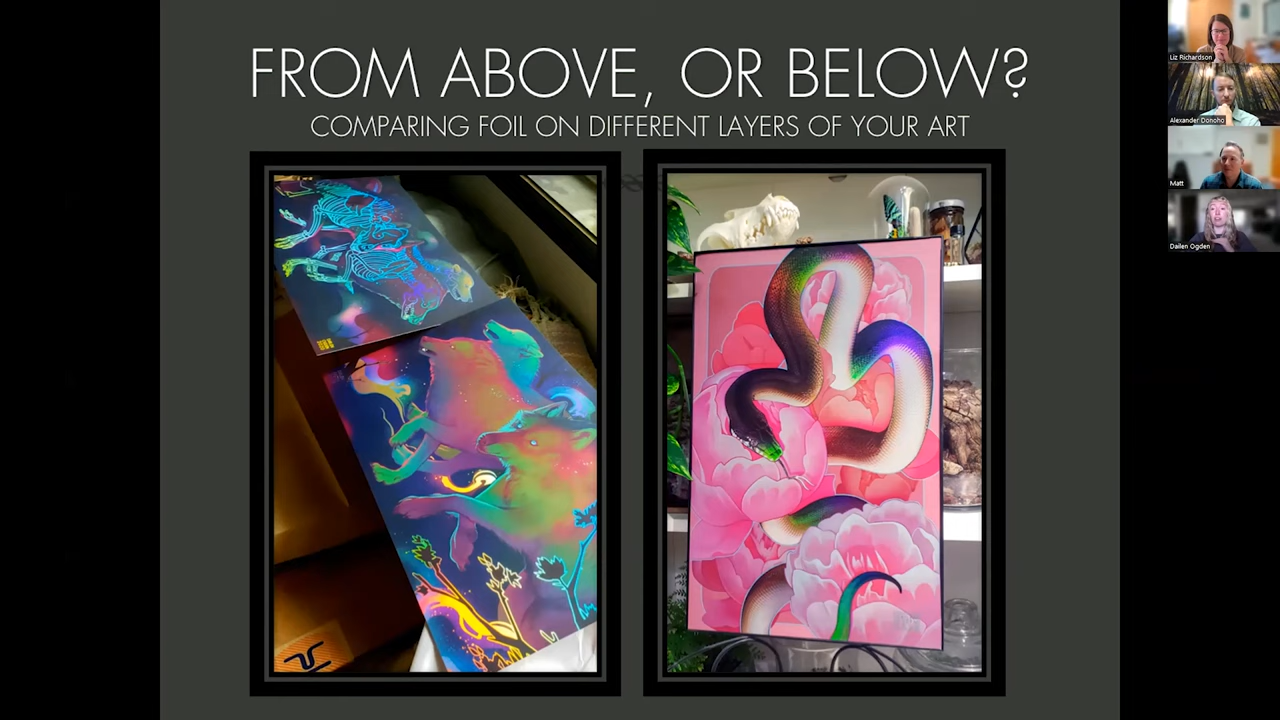 FROM ABOVE, OR BELOW?
COMPARING FOIL ON DIFFERENT LAYERS OF YOUR ART
Liz Richardson
Alexander Donoho
Matt
Dailen Ogden